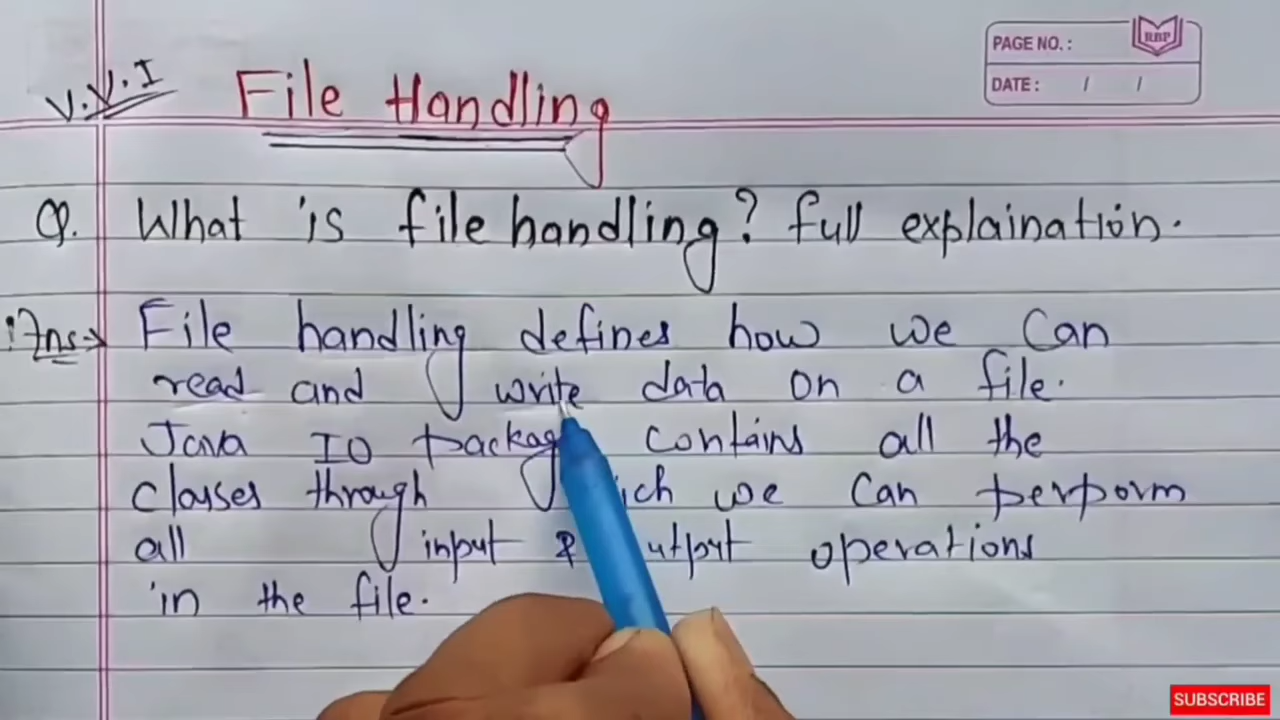 PAGE NO. :
RBP
DATE : / /
V.V.I
File Handling
Q. What is file handling? full explaination.
Ans→ File handling defines how we can
read and write data on a file.
Java IO package contains all the
classes through we can perporm
all input & output operations
in the file.
SUBSCRIBE